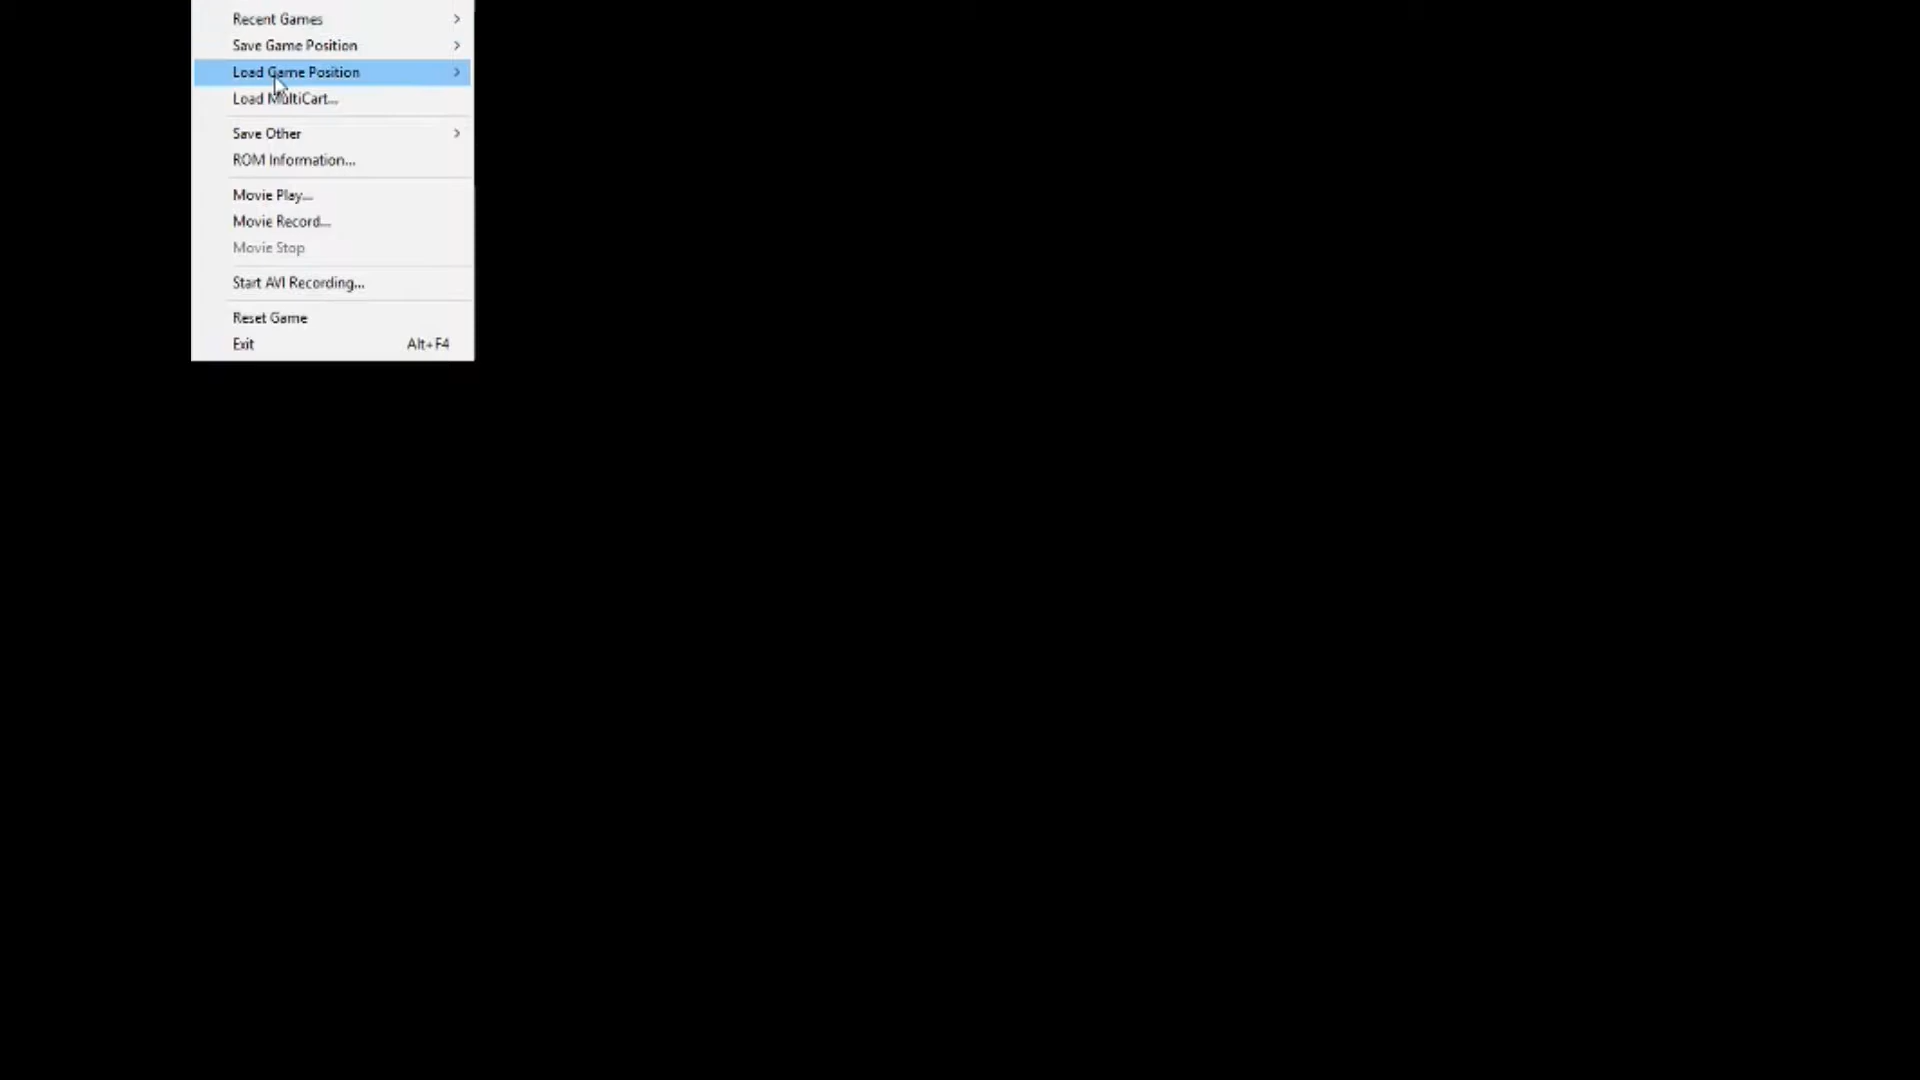 Recent Games
Save Game Position
Load Game Position
Load MultiCart...
Save Other
ROM Information...
Movie Play...
Movie Record...
Movie Stop
Start AVI Recording...
Reset Game
Exit Alt+F4